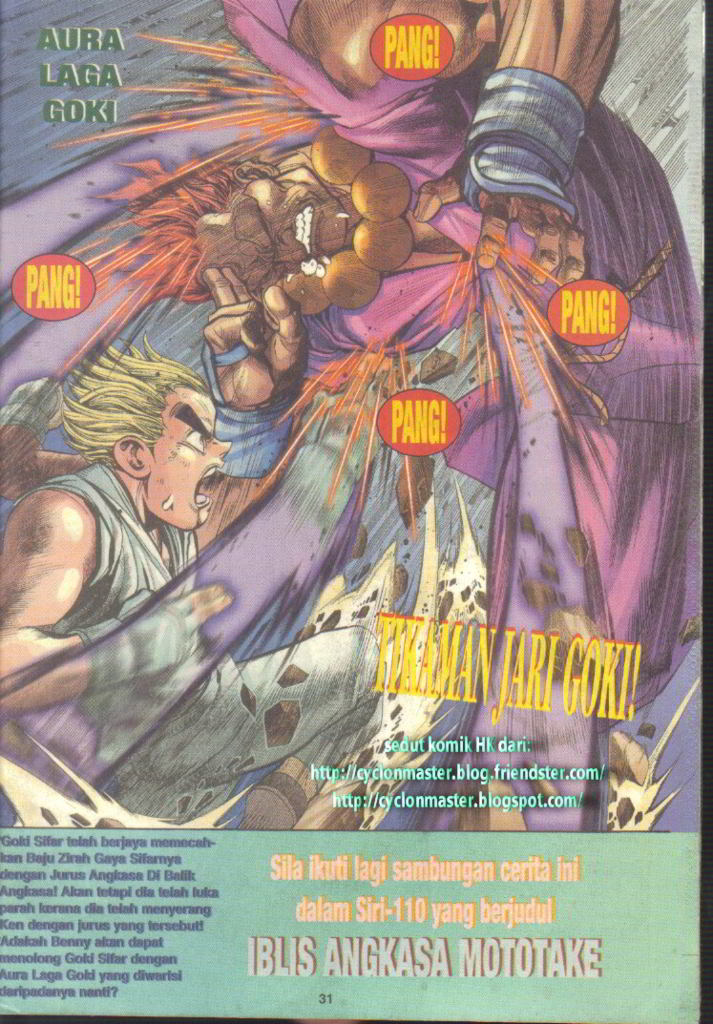 AURA
LAGA
GOKI
PANG!
PANG!
PANG!
PANG!
TIKAMAN JARI GOKI!
sedut komik HK dari:
http://cyclonmaster.blog.friendster.com/
http://cyclonmaster.blogspot.com/
'Goki Sifar telah berjaya memecah-
kan Baju Zirah Gaya Sifarnya
dengan Jurus Angkasa Di Balik
Angkasa! Akan tetapi dia telah luka
parah kerana dia telah menyerang
Ken dengan jurus yang tersebut!
Adakah Benny akan dapat
menolong Goki Sifar dengan
Aura Laga Goki yang diwarisi
daripadanya nanti?
Sila ikuti lagi sambungan cerita ini
dalam Siri-110 yang berjudul
IBLIS ANGKASA MOTOTAKE
31